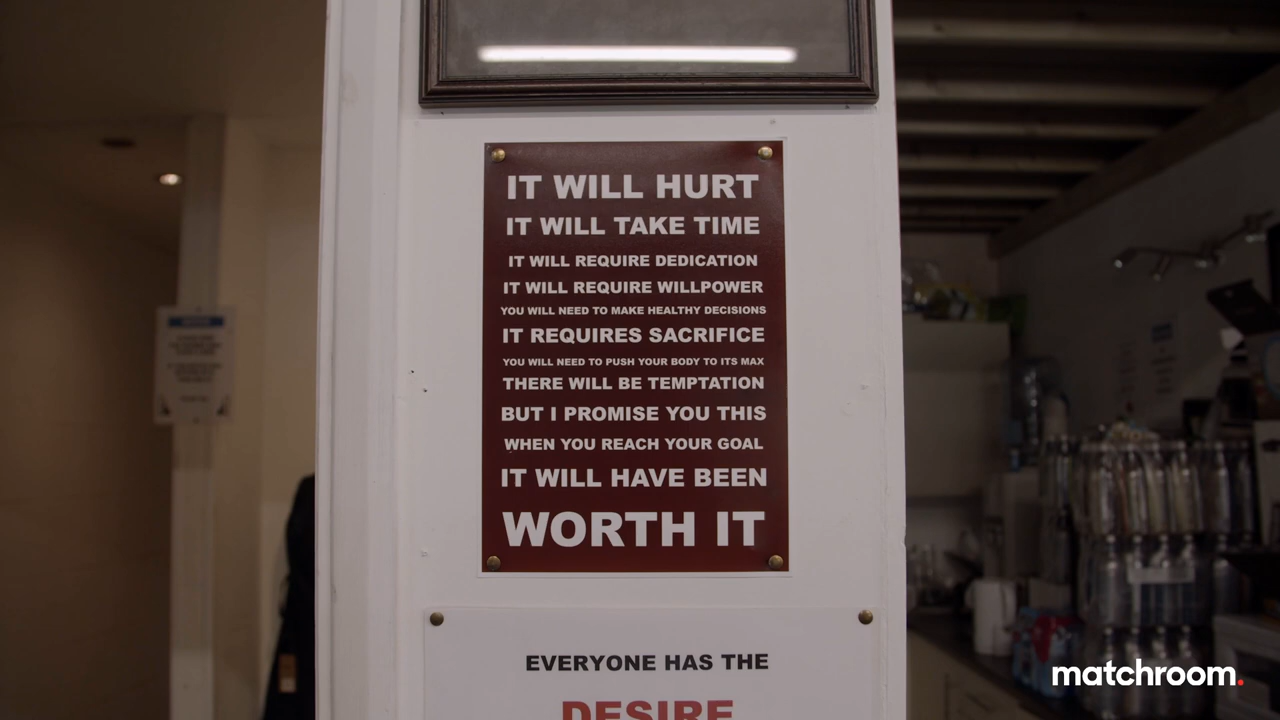 IT WILL HURT
IT WILL TAKE TIME
IT WILL REQUIRE DEDICATION
IT WILL REQUIRE WILLPOWER
YOU WILL NEED TO MAKE HEALTHY DECISIONS
IT REQUIRES SACRIFICE
YOU WILL NEED TO PUSH YOUR BODY TO ITS MAX
THERE WILL BE TEMPTATION
BUT I PROMISE YOU THIS
WHEN YOU REACH YOUR GOAL
IT WILL HAVE BEEN
WORTH IT
EVERYONE HAS THE
DESIRE
matchroom.